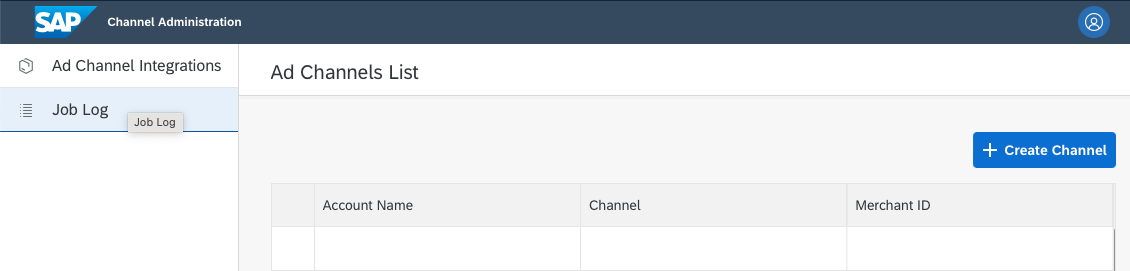 SAP Channel Administration
Ad Channel Integrations
Job Log
Job Log
Ad Channels List
Create Channel
Account Name Channel Merchant ID